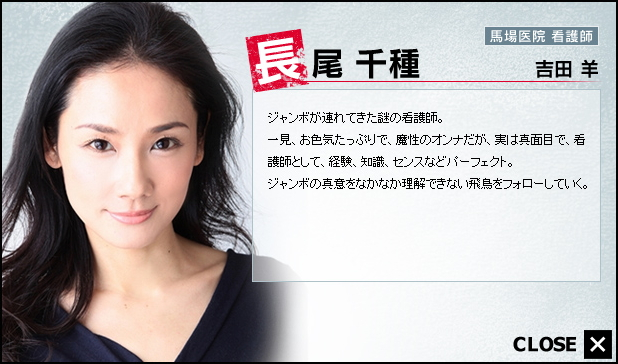 馬場医院 看護師
長尾 千種
吉田 羊
ジャンボが連れてきた謎の看護師。
一見、お色気たっぷりで、魔性のオンナだが、実は真面目で、看
護師として、経験、知識、センスなどパーフェクト。
ジャンボの真意をなかなか理解できない飛鳥をフォローしていく。
CLOSE